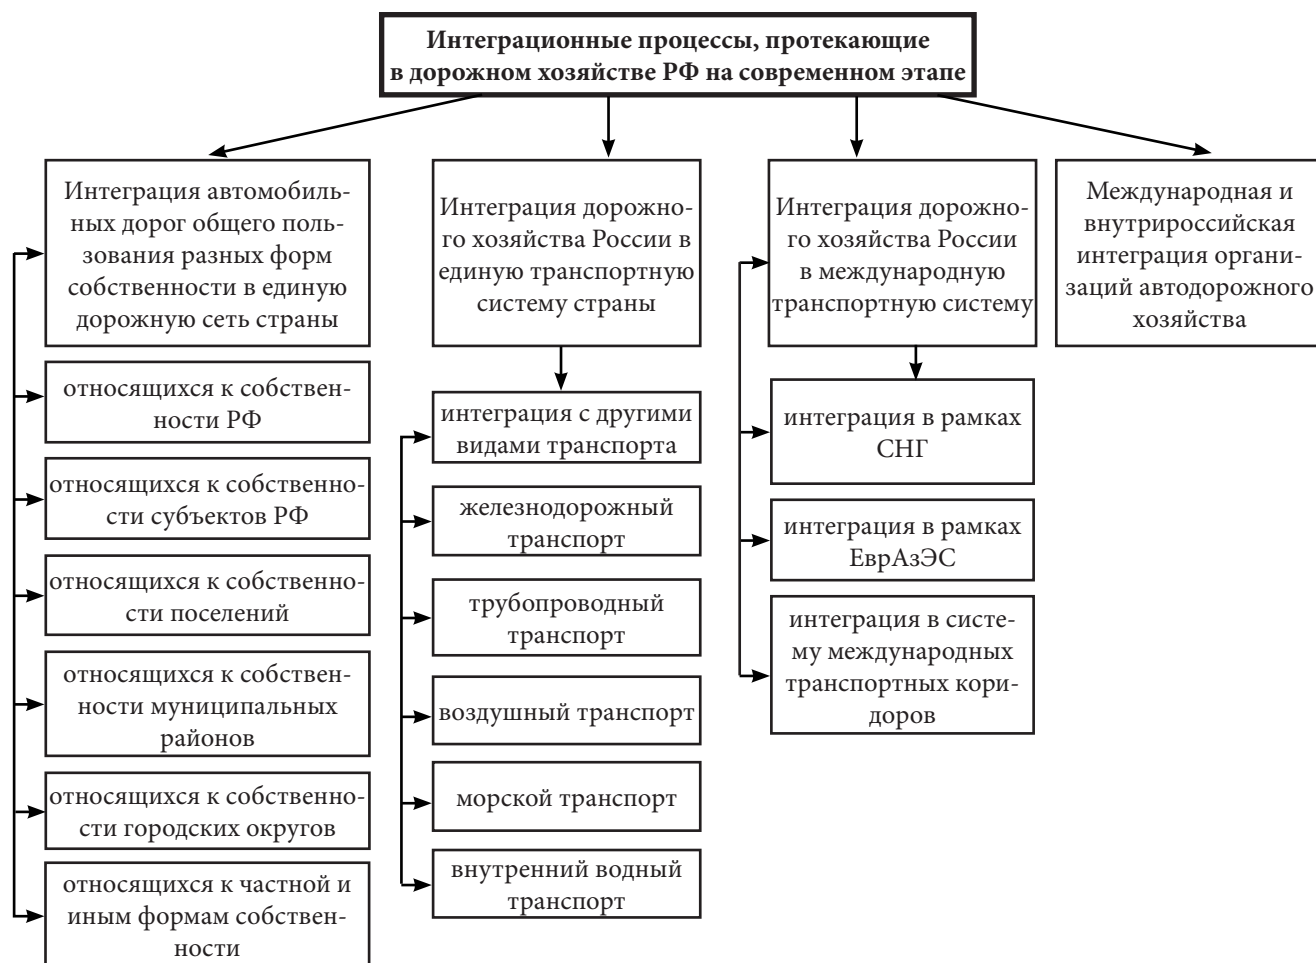 Интеграционные процессы, протекающие
в дорожном хозяйстве РФ на современном этапе
Интеграция автомобиль-
ных дорог общего поль-
зования разных форм
собственности в единую
дорожную сеть страны
относящихся к собствен-
ности РФ
относящихся к собственно-
сти субъектов РФ
относящихся к собственно-
сти поселений
относящихся к собствен-
ности муниципальных
районов
относящихся к собственно-
сти городских округов
относящихся к частной и
иным формам собствен-
ности
Интеграция дорожно-
го хозяйства России в
единую транспортную
систему страны
интеграция с другими
видами транспорта
железнодорожный
транспорт
трубопроводный
транспорт
воздушный транспорт
морской транспорт
внутренний водный
транспорт
Интеграция дорожно-
го хозяйства России
в международную
транспортную систему
интеграция в рамках
СНГ
интеграция в рамках
ЕврАзЭС
интеграция в систе-
му международных
транспортных кори-
доров
Международная и
внутрироссийская
интеграция органи-
заций автодорожного
хозяйства